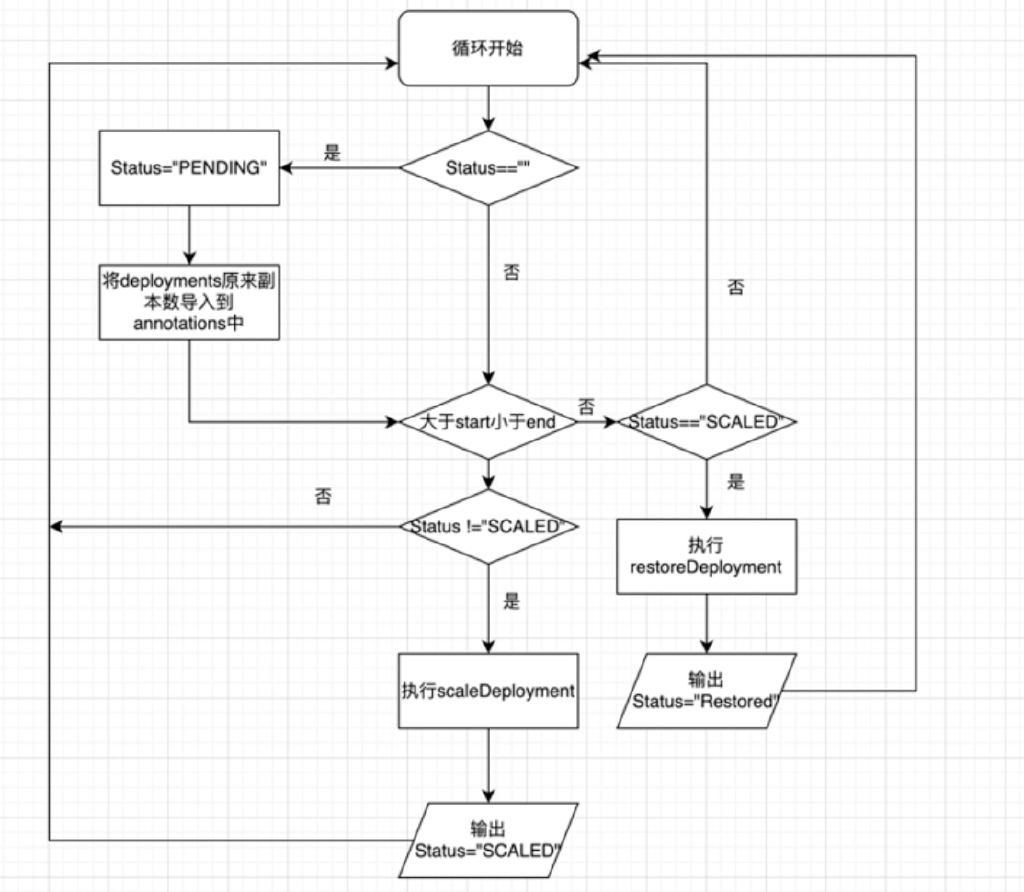 循环开始
Status==""
是
Status="PENDING"
将deployments原来副
本数导入到
annotations中
否
否
大于start小于end
否
Status=="SCALED"
是
否
Status !="SCALED"
执行
restoreDeployment
是
执行scaleDeployment
输出
Status="Restored"
输出
Status="SCALED"